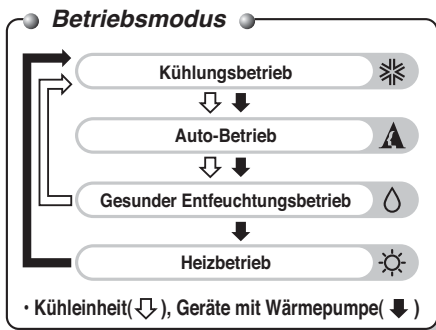 Betriebsmodus
Kühlungsbetrieb
Auto-Betrieb
Gesunder Entfeuchtungsbetrieb
Heizbetrieb
· Kühleinheit( ), Geräte mit Wärmepumpe( )